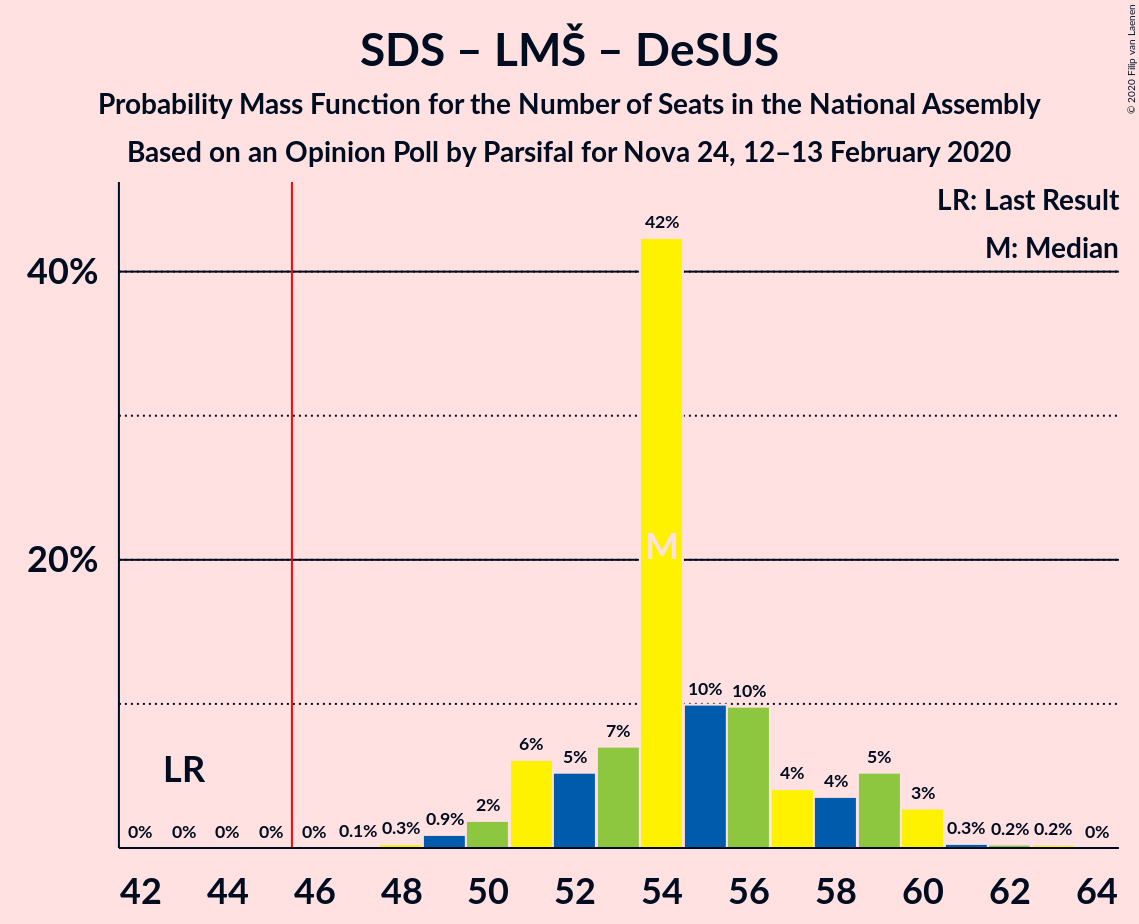 SDS – LMŠ – DeSUS
Probability Mass Function for the Number of Seats in the National Assembly
Based on an Opinion Poll by Parsifal for Nova 24, 12–13 February 2020
© 2020 Filip van Laenen
LR: Last Result
M: Median
40%
20%
LR
M
0% 0% 0% 0% 0% 0.1% 0.3% 0.9% 2% 6% 5% 7% 42% 10% 10% 4% 4% 5% 3% 0.3% 0.2% 0.2% 0%
42 44 46 48 50 52 54 56 58 60 62 64